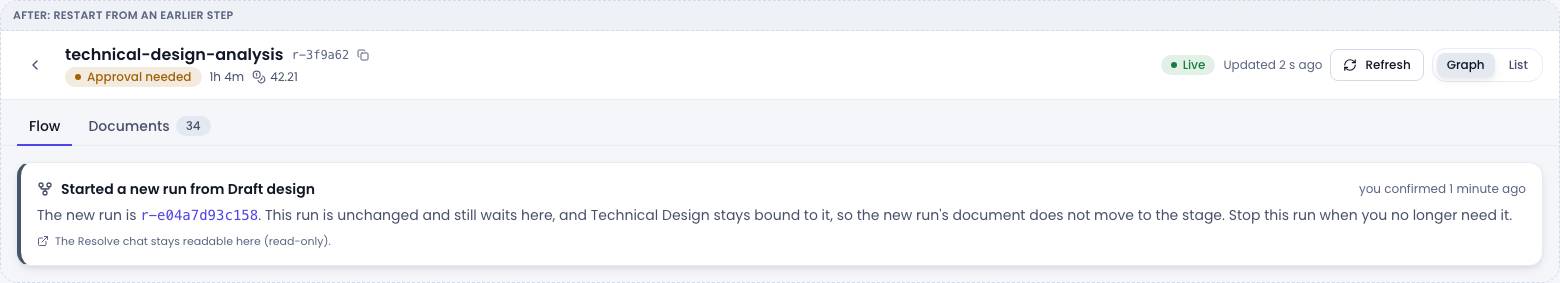 AFTER: RESTART FROM AN EARLIER STEP
technical-design-analysis r-3f9a62
Approval needed 1h 4m 42.21
Live Updated 2 s ago Refresh Graph List
Flow Documents 34
Started a new run from Draft design you confirmed 1 minute ago
The new run is r-e04a7d93c158. This run is unchanged and still waits here, and Technical Design stays bound to it, so the new run's document does not move to the stage. Stop this run when you no longer need it.
The Resolve chat stays readable here (read-only).